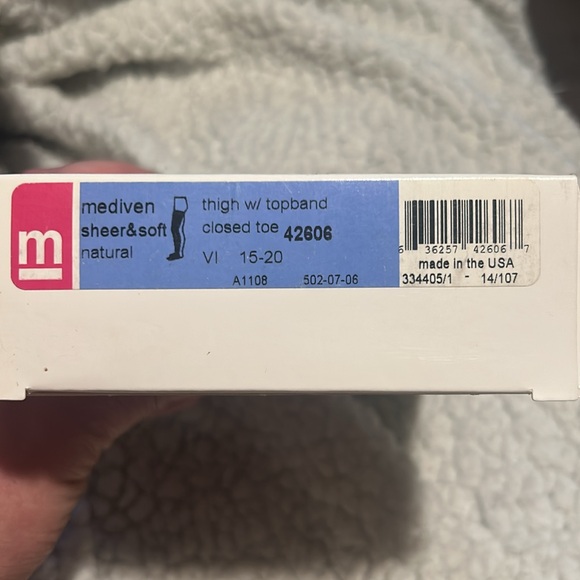 m
mediven
sheer&soft
natural
thigh w/ topband
closed toe 42606
VI 15-20
A1108 502-07-06
6 36257 42606 7
made in the USA
334405/1 - 14/107